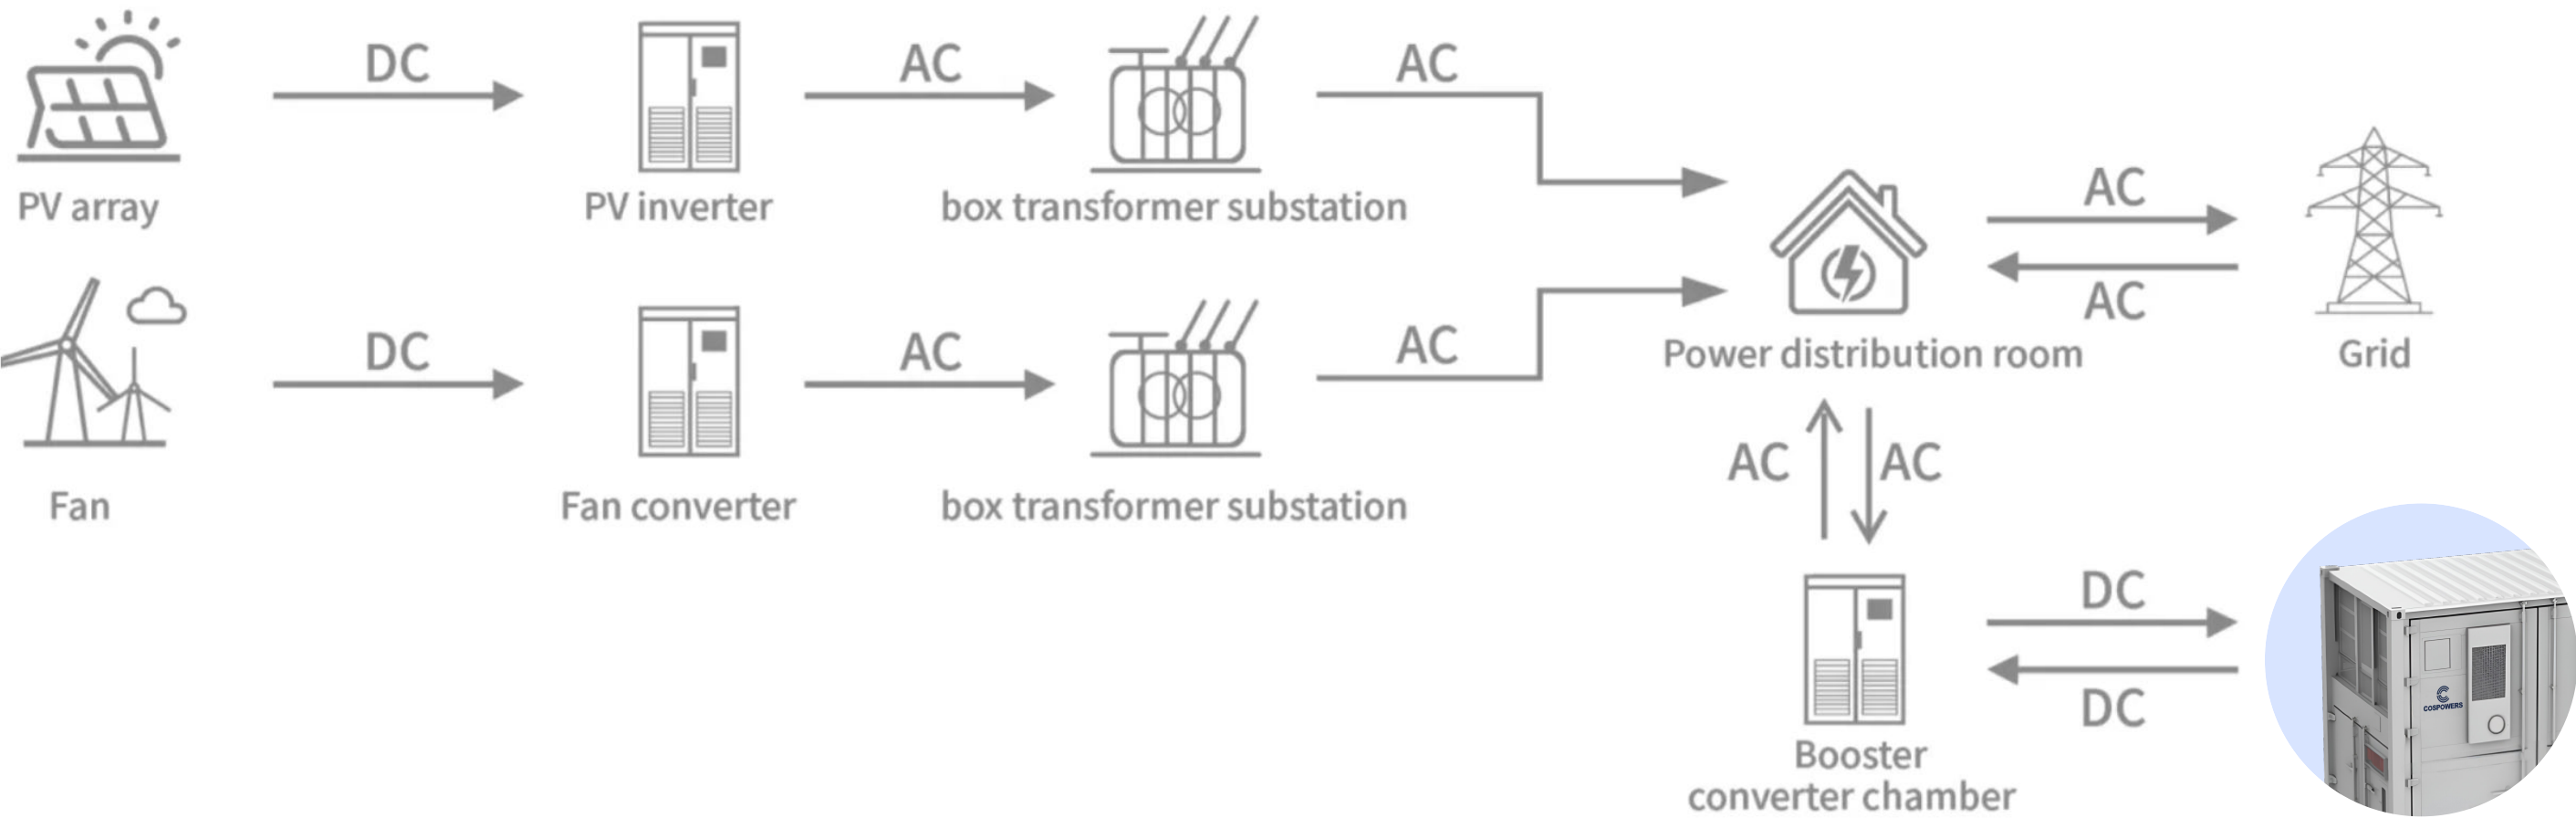 DC
AC
AC
PV array
PV inverter
box transformer substation
AC
AC
DC
AC
AC
Power distribution room
Grid
Fan
Fan converter
box transformer substation
AC
AC
DC
DC
COSPOWERS
Booster
converter chamber